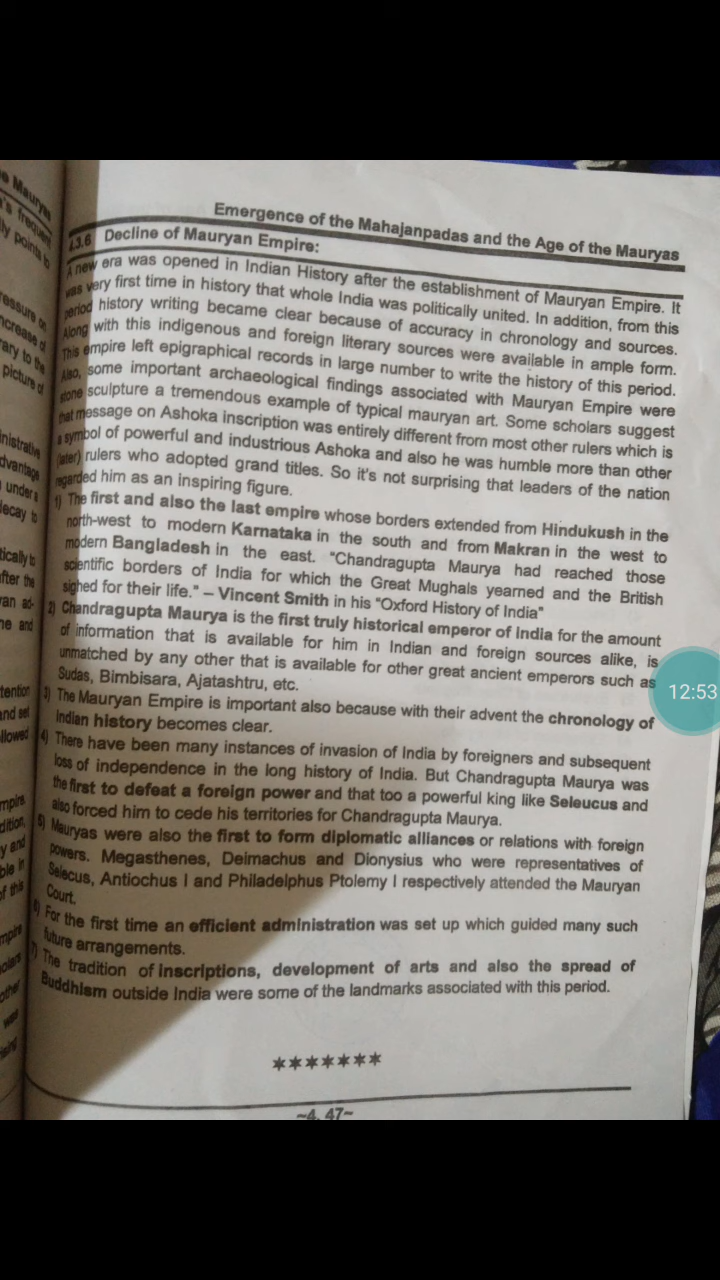 Emergence of the Mahajanpadas and the Age of the Mauryas
4.3.6 Decline of Mauryan Empire:
A new era was opened in Indian History after the establishment of Mauryan Empire. It
was very first time in history that whole India was politically united. In addition, from this
period history writing became clear because of accuracy in chronology and sources.
Along with this indigenous and foreign literary sources were available in ample form.
This empire left epigraphical records in large number to write the history of this period.
Also, some important archaeological findings associated with Mauryan Empire were
stone sculpture a tremendous example of typical mauryan art. Some scholars suggest
that message on Ashoka inscription was entirely different from most other rulers which is
a symbol of powerful and industrious Ashoka and also he was humble more than other
(later) rulers who adopted grand titles. So it's not surprising that leaders of the nation
regarded him as an inspiring figure.
1) The first and also the last empire whose borders extended from Hindukush in the
north-west to modern Karnataka in the south and from Makran in the west to
modern Bangladesh in the east. "Chandragupta Maurya had reached those
scientific borders of India for which the Great Mughals yearned and the British
sighed for their life." – Vincent Smith in his "Oxford History of India"
2) Chandragupta Maurya is the first truly historical emperor of India for the amount
of information that is available for him in Indian and foreign sources alike, is
unmatched by any other that is available for other great ancient emperors such as
Sudas, Bimbisara, Ajatashtru, etc.
3) The Mauryan Empire is important also because with their advent the chronology of
Indian history becomes clear.
4) There have been many instances of invasion of India by foreigners and subsequent
loss of independence in the long history of India. But Chandragupta Maurya was
the first to defeat a foreign power and that too a powerful king like Seleucus and
also forced him to cede his territories for Chandragupta Maurya.
5) Mauryas were also the first to form diplomatic alliances or relations with foreign
powers. Megasthenes, Deimachus and Dionysius who were representatives of
Selecus, Antiochus I and Philadelphus Ptolemy I respectively attended the Mauryan
Court.
6) For the first time an efficient administration was set up which guided many such
future arrangements.
7) The tradition of inscriptions, development of arts and also the spread of
Buddhism outside India were some of the landmarks associated with this period.
*******
~4. 47~
12:53